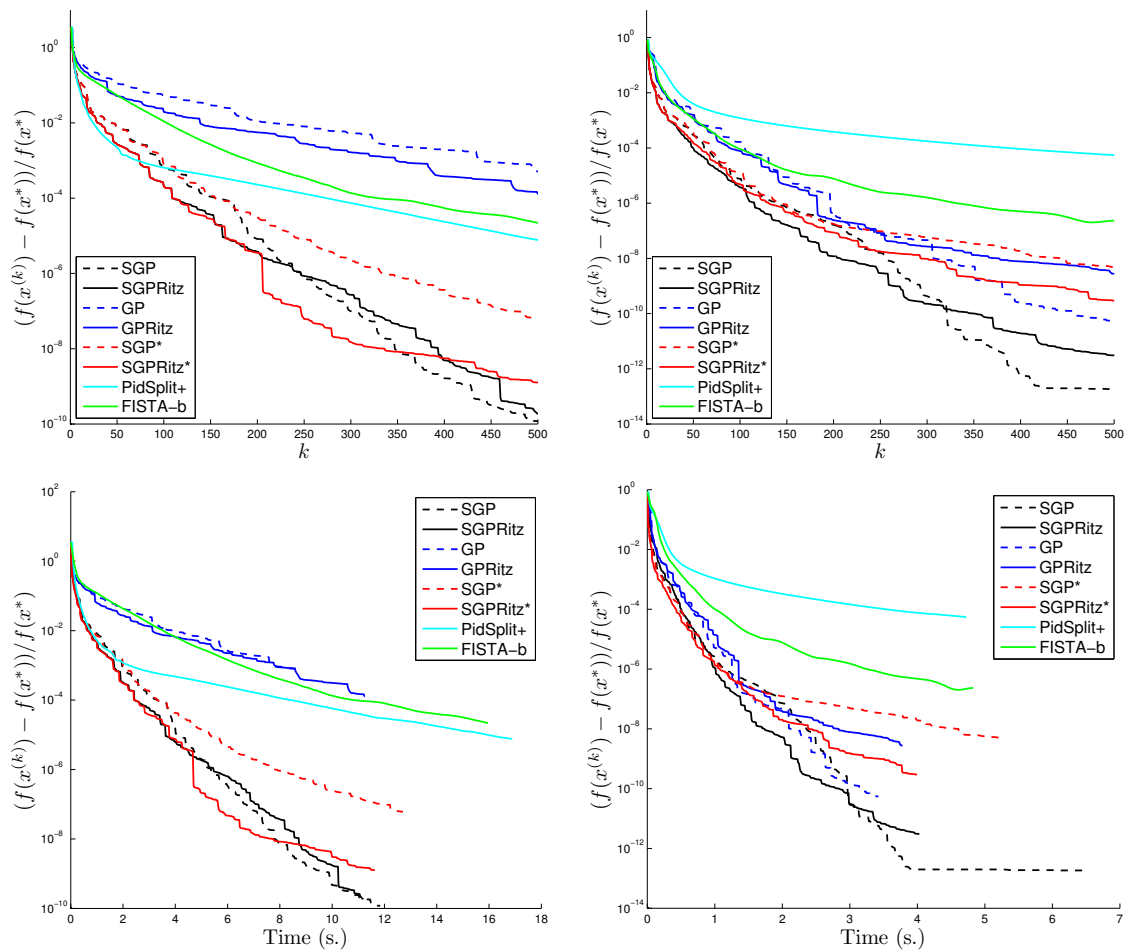 (f(x^(k)) − f(x*))/f(x*)
10^0
10^−2
10^−4
10^−6
10^−8
10^−10
SGP
SGPRitz
GP
GPRitz
SGP*
SGPRitz*
PidSplit+
FISTA−b
0 50 100 150 200 250 300 350 400 450 500
k
(f(x^(k)) − f(x*))/f(x*)
10^0
10^−2
10^−4
10^−6
10^−8
10^−10
10^−12
10^−14
SGP
SGPRitz
GP
GPRitz
SGP*
SGPRitz*
PidSplit+
FISTA−b
0 50 100 150 200 250 300 350 400 450 500
k
(f(x^(k)) − f(x*))/f(x*)
10^2
10^0
10^−2
10^−4
10^−6
10^−8
10^−10
SGP
SGPRitz
GP
GPRitz
SGP*
SGPRitz*
PidSplit+
FISTA−b
0 2 4 6 8 10 12 14 16 18
Time (s.)
(f(x^(k)) − f(x*))/f(x*)
10^0
10^−2
10^−4
10^−6
10^−8
10^−10
10^−12
10^−14
SGP
SGPRitz
GP
GPRitz
SGP*
SGPRitz*
PidSplit+
FISTA−b
0 1 2 3 4 5 6 7
Time (s.)